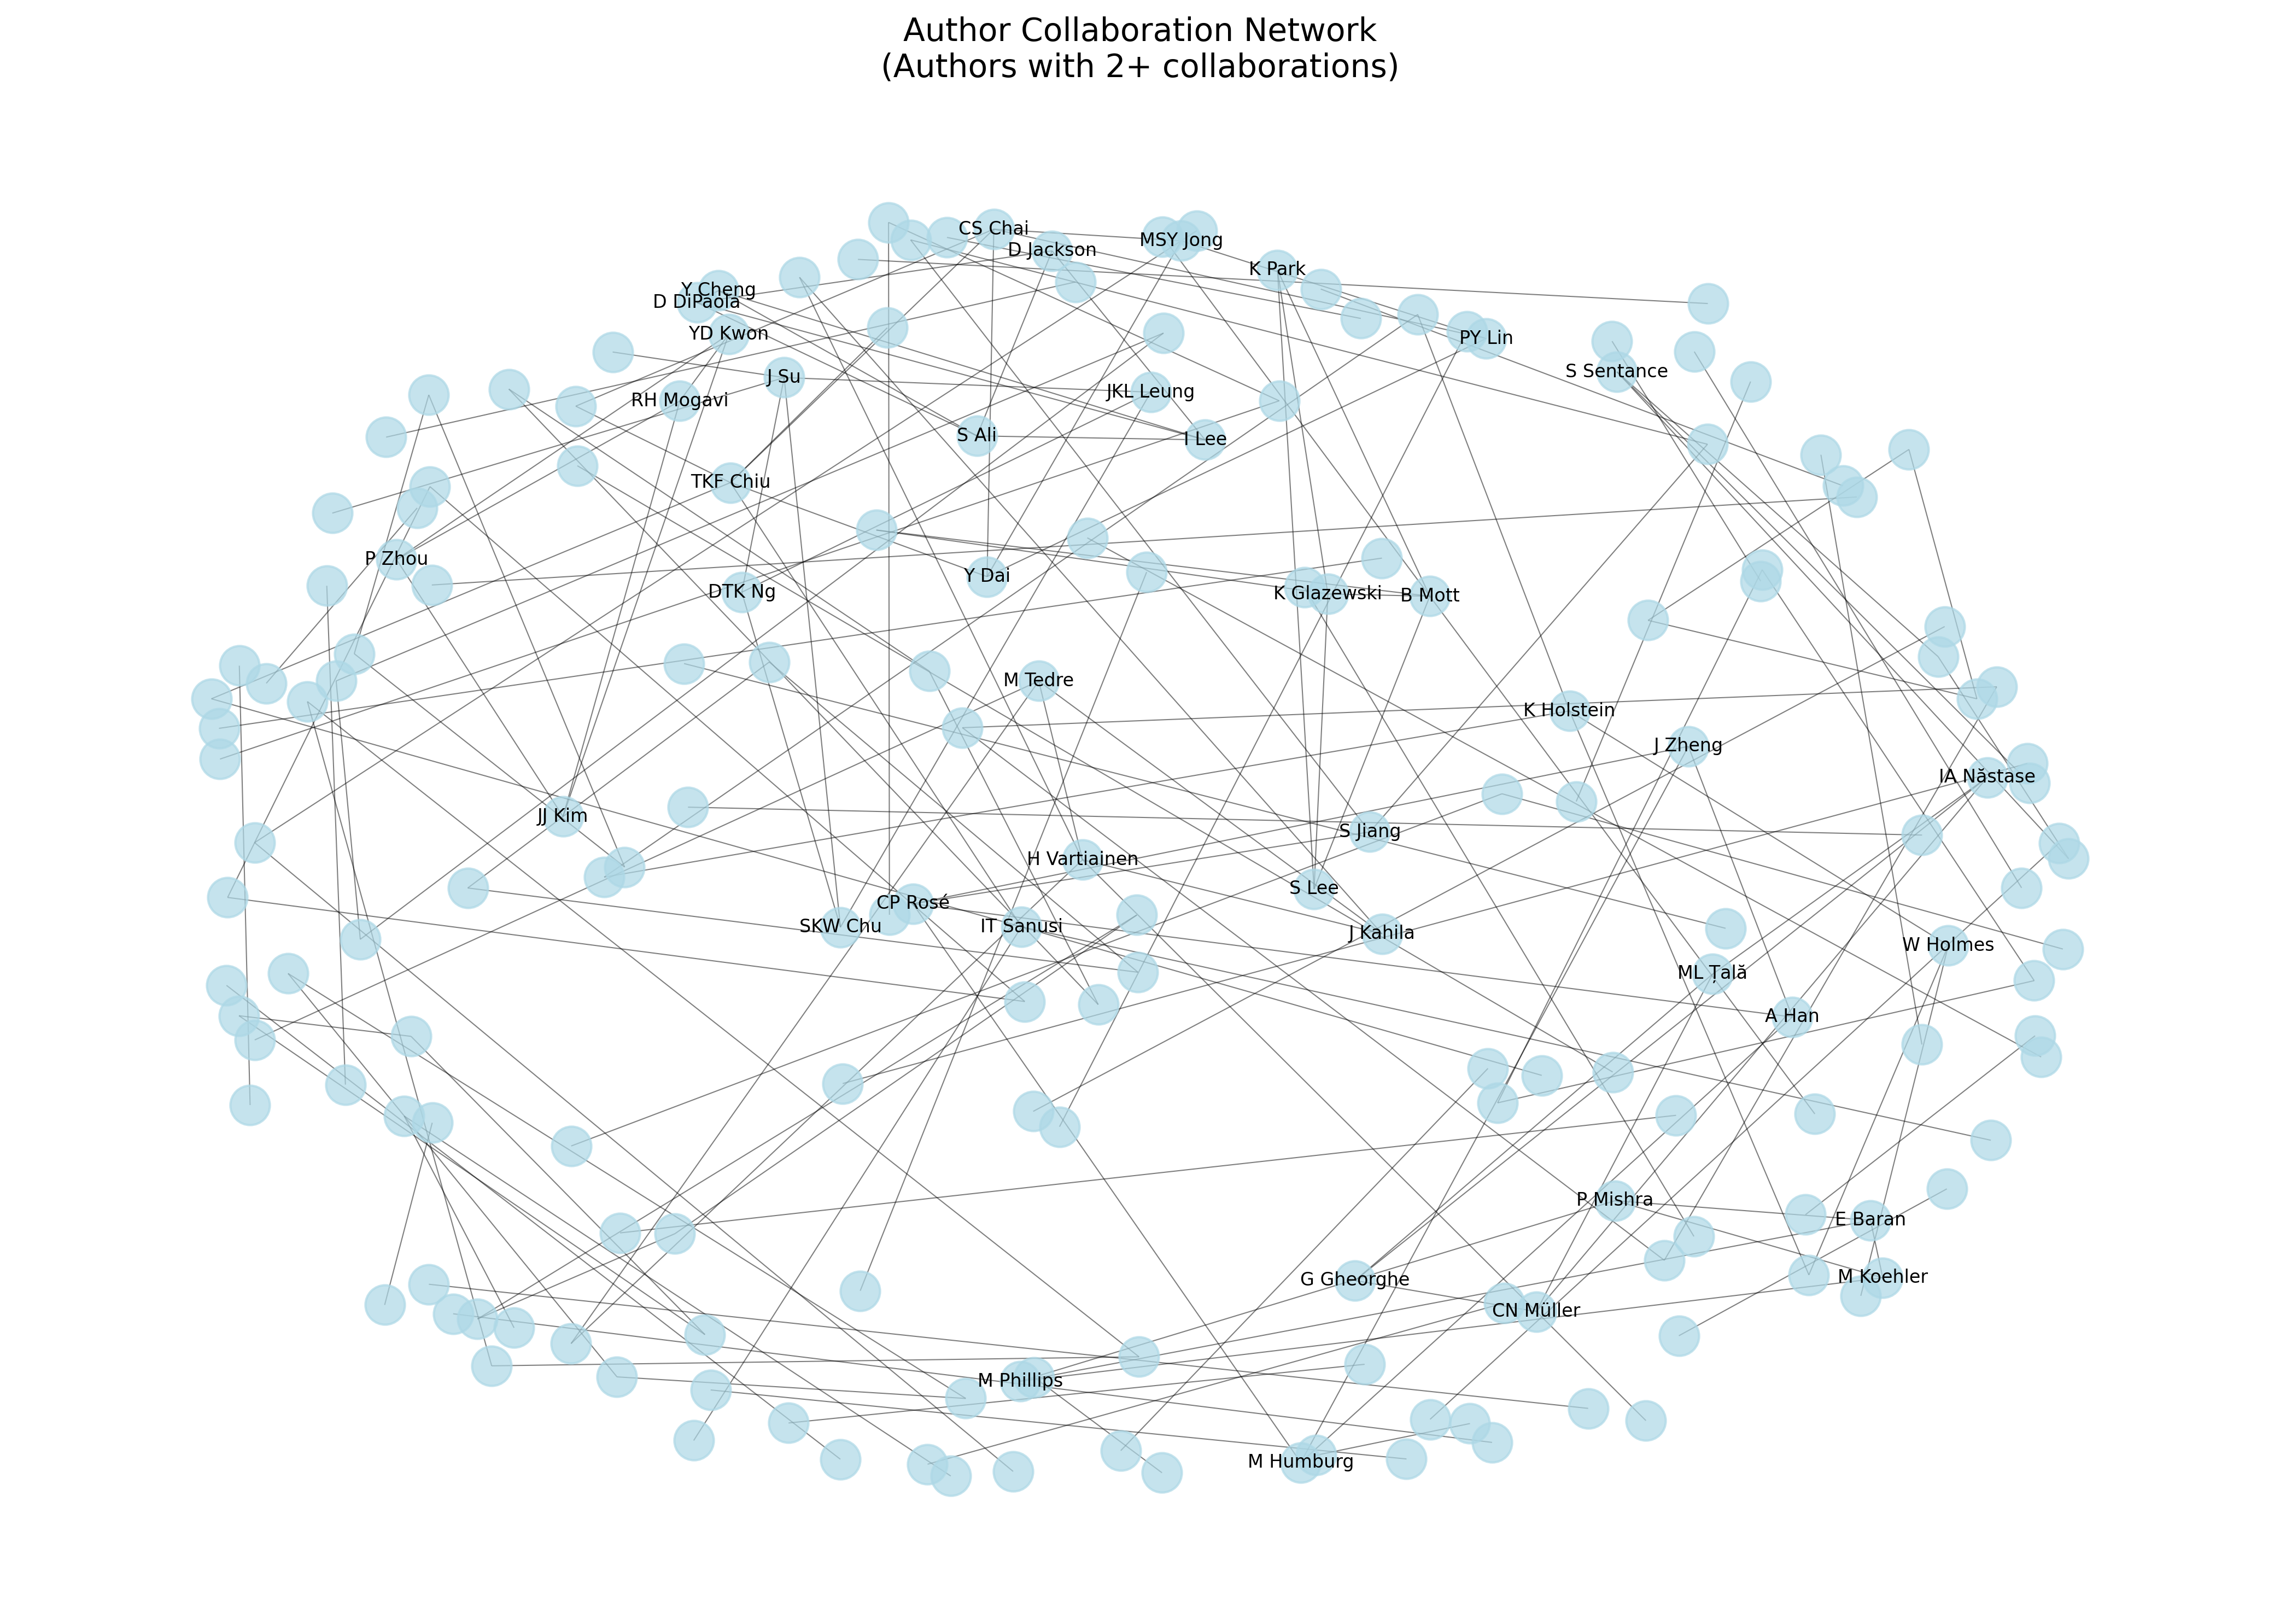 Author Collaboration Network
(Authors with 2+ collaborations)
CS Chai
MSY Jong
D Jackson
K Park
Y Cheng
D DiPaola
YD Kwon
PY Lin
S Sentance
J Su
JKL Leung
RH Mogavi
S Ali
I Lee
TKF Chiu
P Zhou
Y Dai
DTK Ng
K Glazewski
B Mott
M Tedre
K Holstein
J Zheng
IA Năstase
JJ Kim
S Jiang
H Vartiainen
S Lee
CP Rosé
SKW Chu
IT Sanusi
J Kahila
W Holmes
ML Țală
A Han
P Mishra
E Baran
G Gheorghe
M Koehler
CN Müller
M Phillips
M Humburg